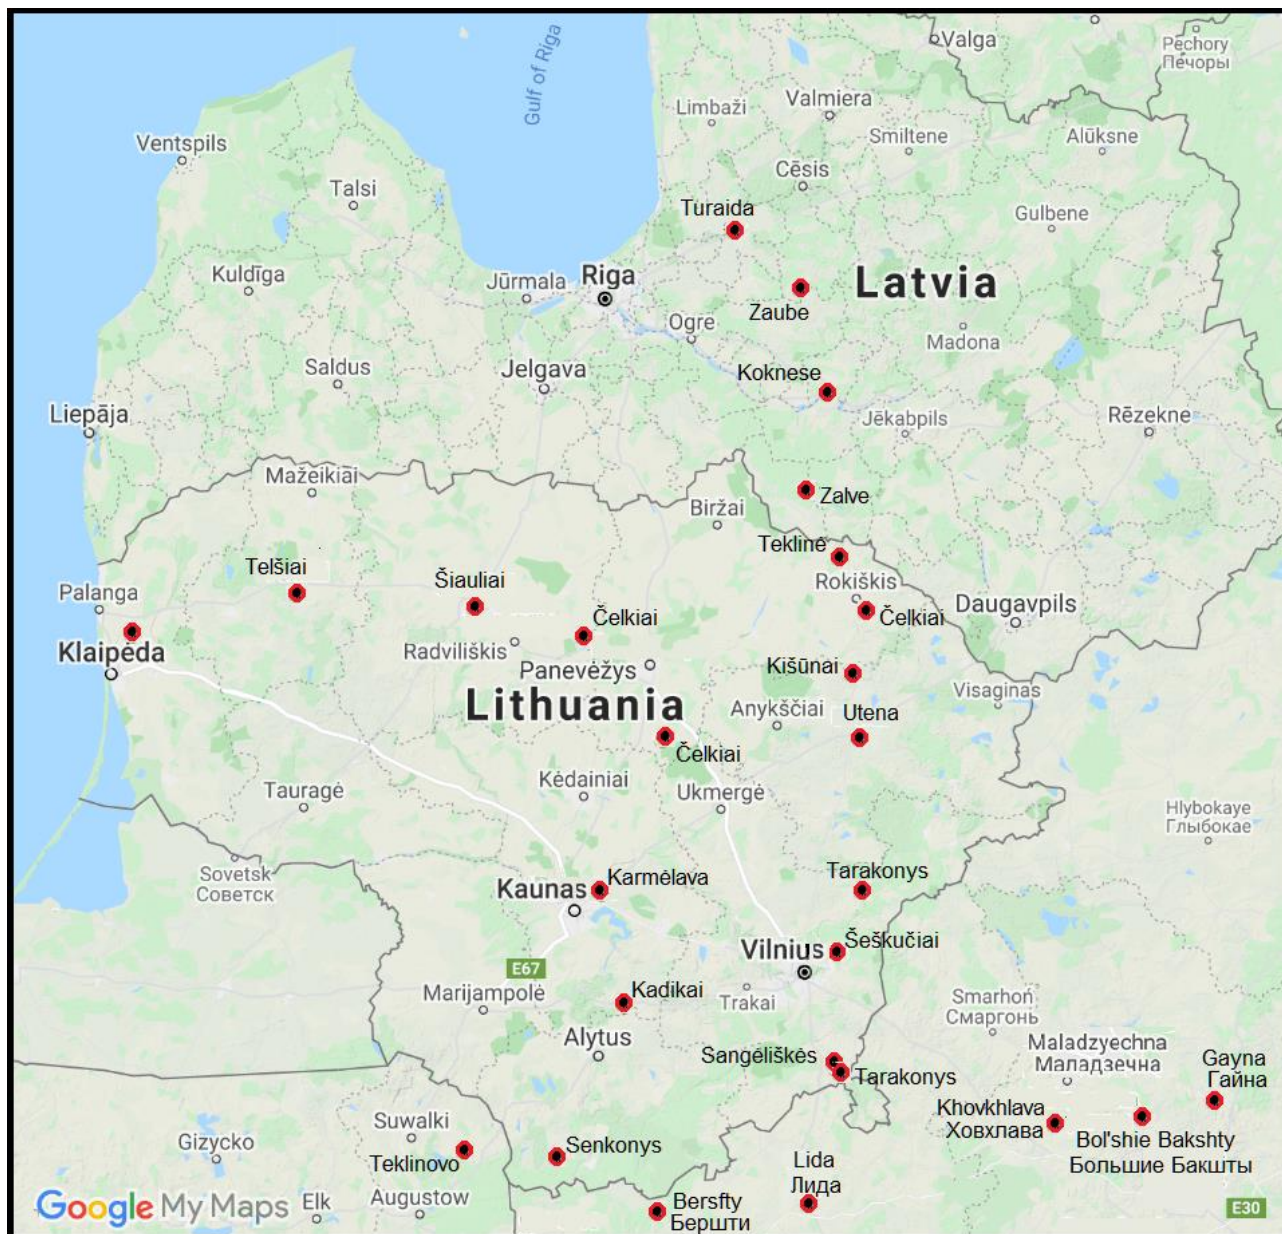 Valga
Pechory
Печоры
Gulf of Riga
Limbaži
Valmiera
Smiltene
Alūksne
Ventspils
Talsi
Cēsis
Turaida
Gulbene
Kuldīga
Jūrmala
Riga
Latvia
Zaube
Ogre
Madona
Saldus
Jelgava
Koknese
Liepāja
Jēkabpils
Rēzekne
Mažeikiai
Biržai
Zalve
Teklinė
Telšiai
Šiauliai
Rokiškis
Palanga
Čelkiai
Čelkiai
Daugavpils
Klaipėda
Radviliškis
Panevėžys
Kišūnai
Visaginas
Lithuania
Anykščiai
Utena
Čelkiai
Kėdainiai
Ukmergė
Tauragė
Hlybokaye
Глыбокае
Sovetsk
Советск
Kaunas
Karmėlava
Tarakonys
Vilnius
Šeškučiai
E67
Marijampolė
Kadikai
Trakai
Smarhoń
Смаргонь
Alytus
Sangėliškės
Tarakonys
Maladzyechna
Маладзечна
Gayna
Гайна
Khovkhlava
Ховхлава
Bol'shie Bakshty
Большие Бакшты
Suwalki
Gizycko
Teklinovo
Senkonys
Lida
Лида
Google My Maps
Elk
Augustow
Bersfty
Бершти
E30